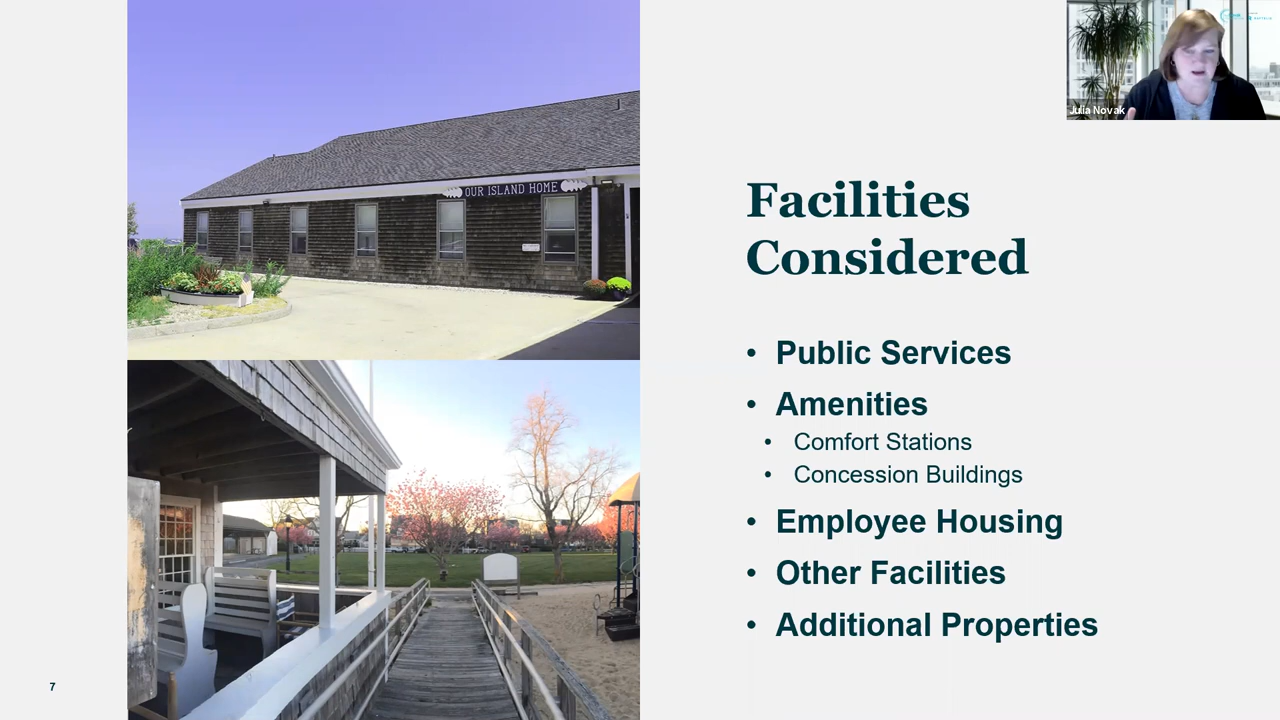 OUR ISLAND HOME
Julia Novak
Facilities
Considered
• Public Services
• Amenities
• Comfort Stations
• Concession Buildings
• Employee Housing
• Other Facilities
• Additional Properties
7